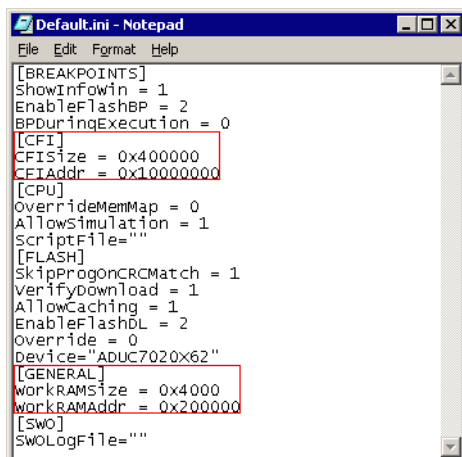 Default.ini - Notepad
File Edit Format Help
[BREAKPOINTS]
ShowInfoWin = 1
EnableFlashBP = 2
BPDuringExecution = 0
[CFI]
CFISize = 0x400000
CFIAddr = 0x10000000
[CPU]
OverrideMemMap = 0
AllowSimulation = 1
ScriptFile=""
[FLASH]
SkipProgOnCRCMatch = 1
VerifyDownload = 1
AllowCaching = 1
EnableFlashDL = 2
Override = 0
Device="ADUC7020X62"
[GENERAL]
WorkRAMSize = 0x4000
WorkRAMAddr = 0x200000
[SWO]
SWOLogFile=""